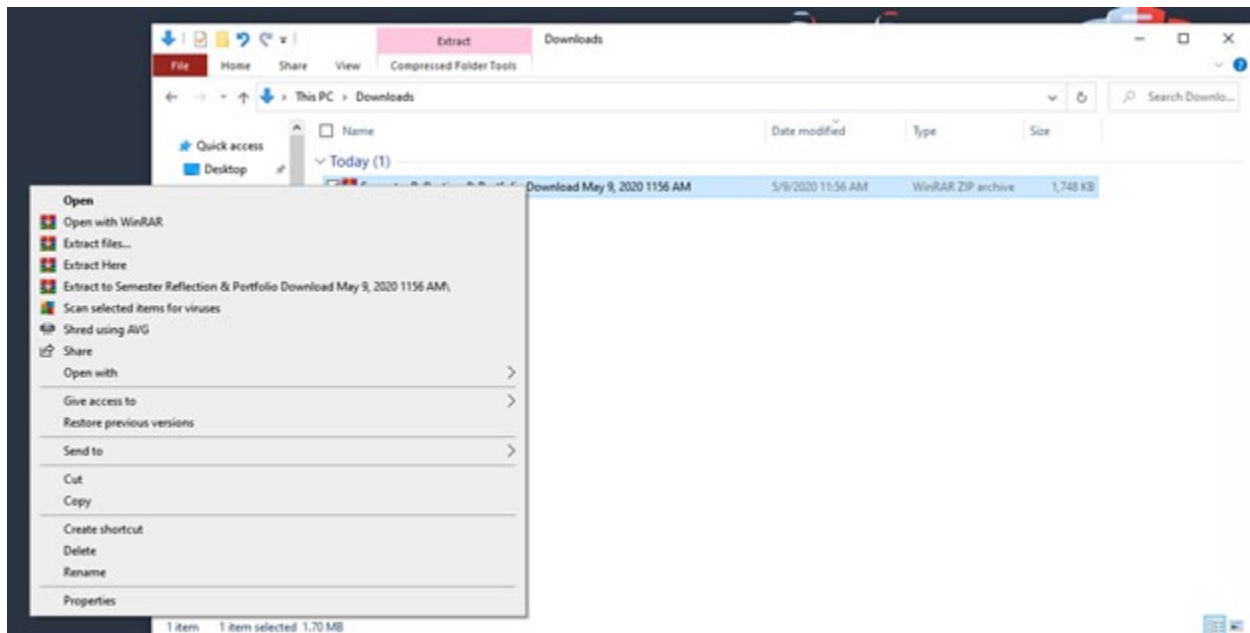 Extract
Downloads
File Home Share View Compressed Folder Tools
This PC > Downloads
Search Downlo...
Name Date modified Type Size
Quick access
Desktop
Today (1)
Download May 9, 2020 1156 AM 5/9/2020 11:56 AM WinRAR ZIP archive 1,748 KB
Open
Open with WinRAR
Extract files...
Extract Here
Extract to Semester Reflection & Portfolio Download May 9, 2020 1156 AM\
Scan selected items for viruses
Shred using AVG
Share
Open with
Give access to
Restore previous versions
Send to
Cut
Copy
Create shortcut
Delete
Rename
Properties
1 item 1 item selected 1.70 MB